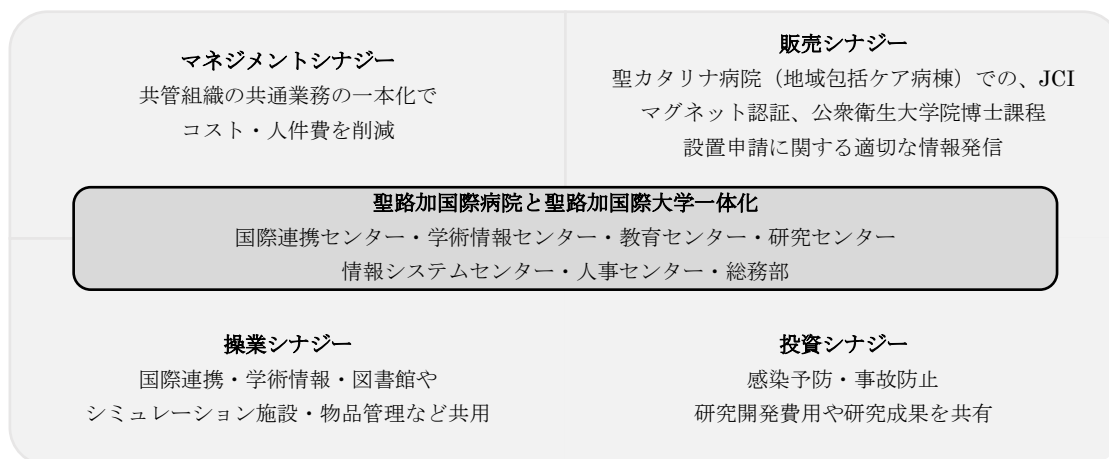 マネジメントシナジー
共管組織の共通業務の一本化で
コスト・人件費を削減
販売シナジー
聖カタリナ病院（地域包括ケア病棟）での、JCI
マグネット認証、公衆衛生大学院博士課程
設置申請に関する適切な情報発信
聖路加国際病院と聖路加国際大学一体化
国際連携センター・学術情報センター・教育センター・研究センター
情報システムセンター・人事センター・総務部
操業シナジー
国際連携・学術情報・図書館や
シミュレーション施設・物品管理など共用
投資シナジー
感染予防・事故防止
研究開発費用や研究成果を共有